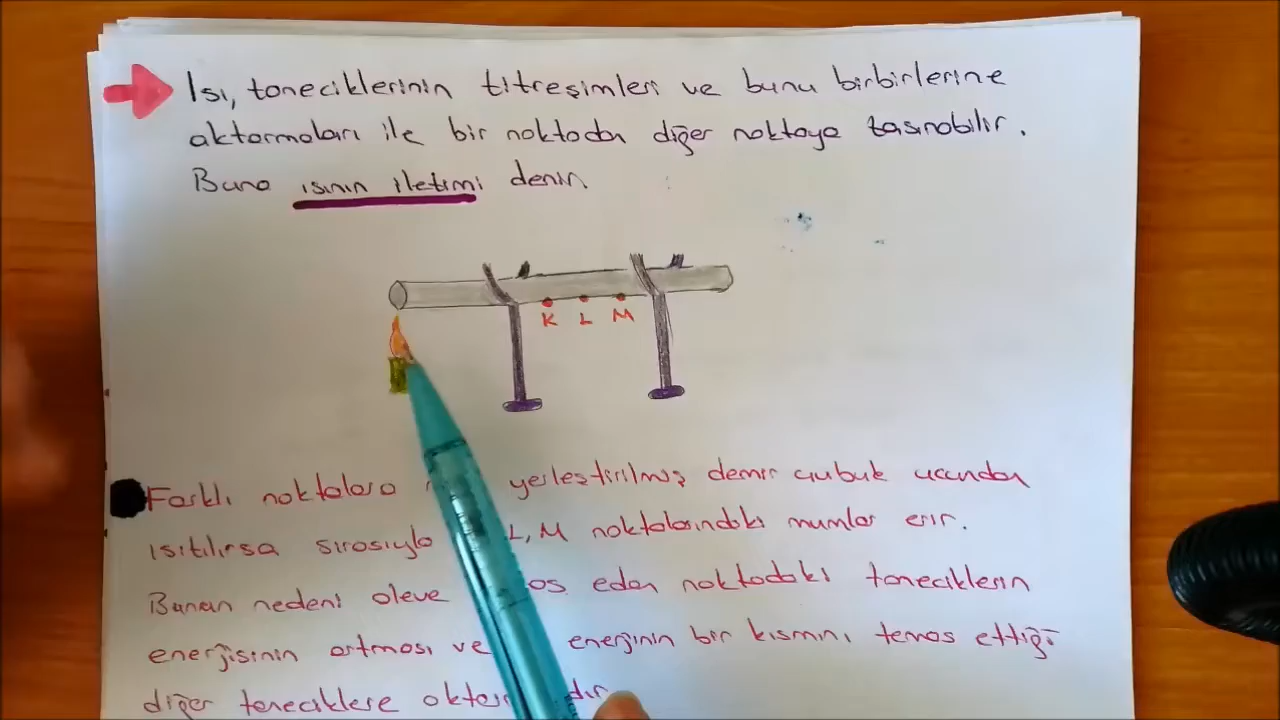 Isı, taneciklerinin titreşimleri ve bunu birbirlerine
aktarmaları ile bir noktadan diğer noktaya taşınabilir.
Buna ısının iletimi denir.
K L M
Farklı noktalara yerleştirilmiş demir çubuk ucundan
ısıtılırsa sırasıyla L, M noktalarındaki mumlar erir.
Bunun nedeni aleve eden noktadaki taneciklerin
enerjisinin artması ve enerjinin bir kısmını temas ettiği
diğer taneciklere